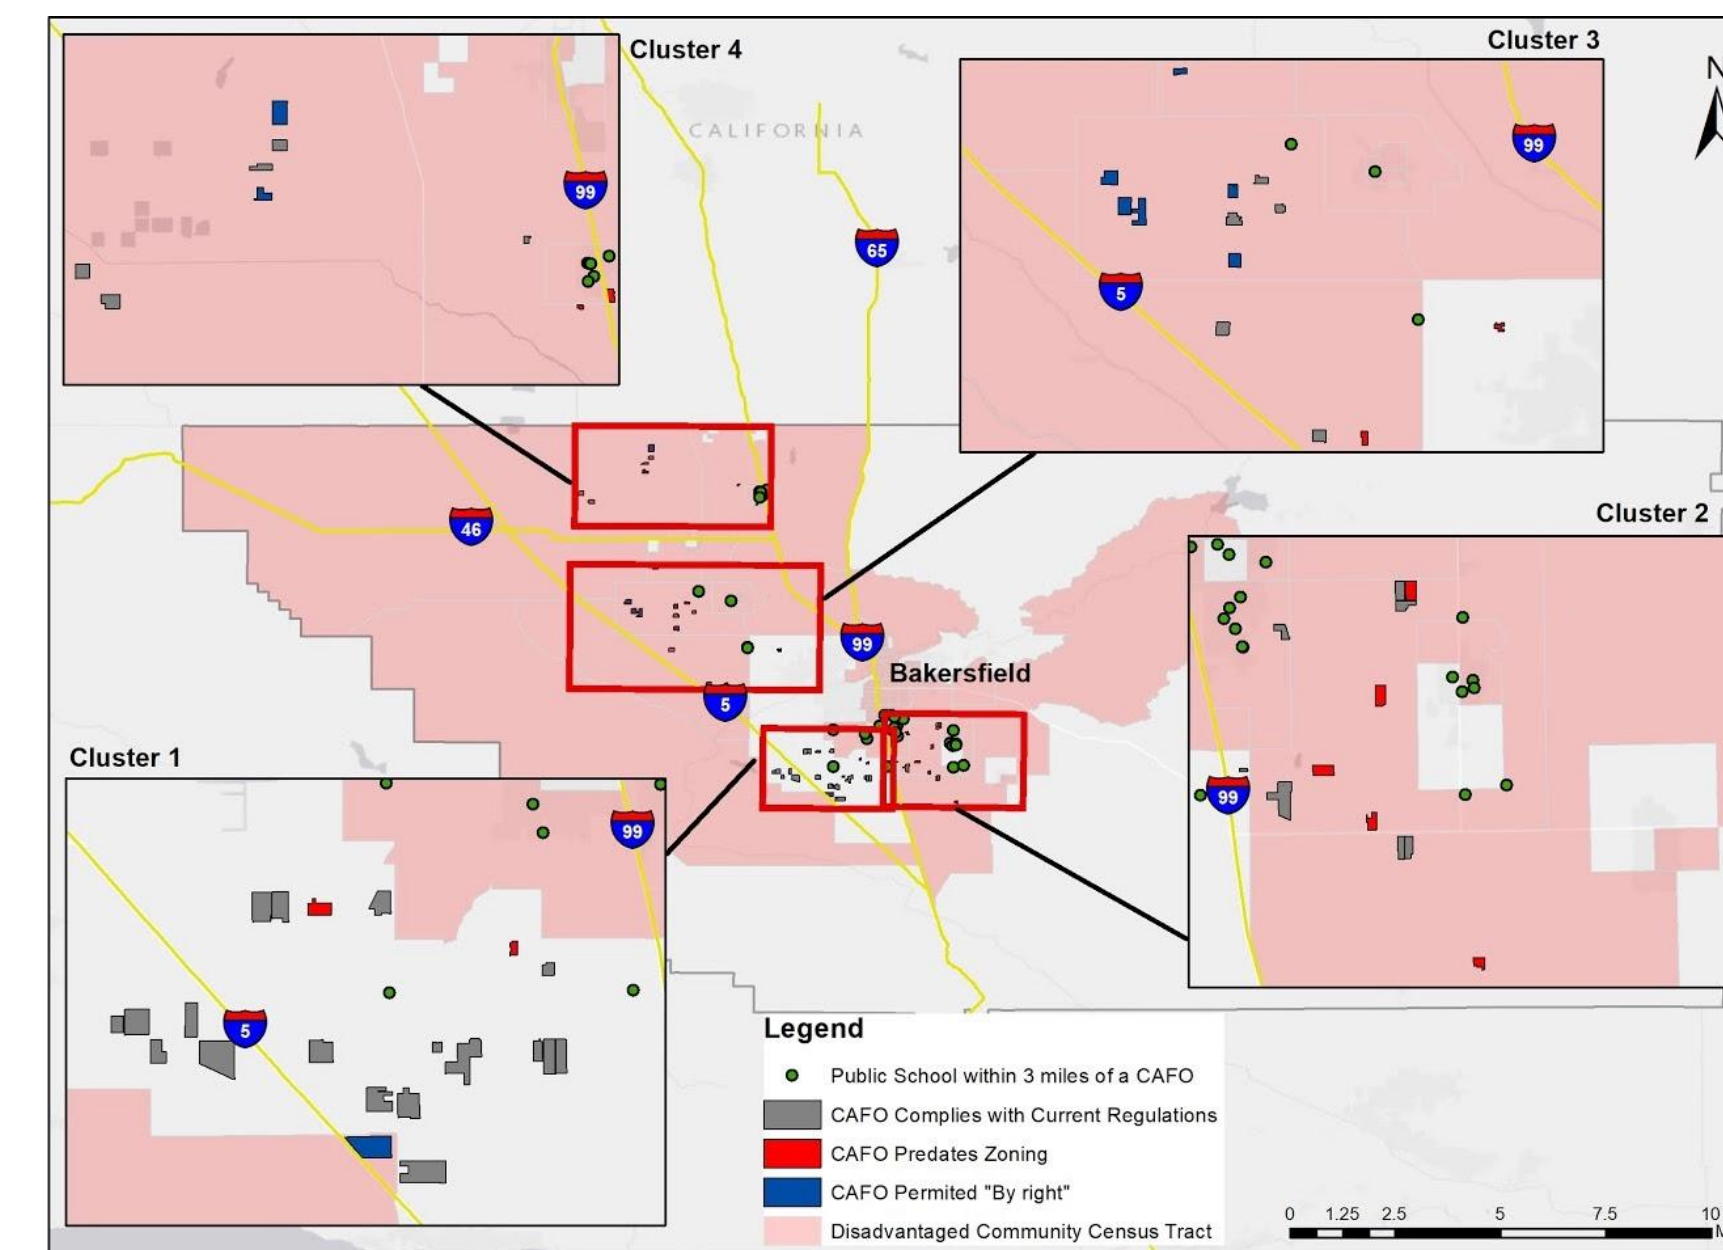 Cluster 4
Cluster 3
N
99
99
CALIFORNIA
65
5
46
Cluster 2
99
Bakersfield
5
Cluster 1
99
99
5
Legend
Public School within 3 miles of a CAFO
CAFO Complies with Current Regulations
CAFO Predates Zoning
CAFO Permited "By right"
Disadvantaged Community Census Tract
0 1.25 2.5 5 7.5 10